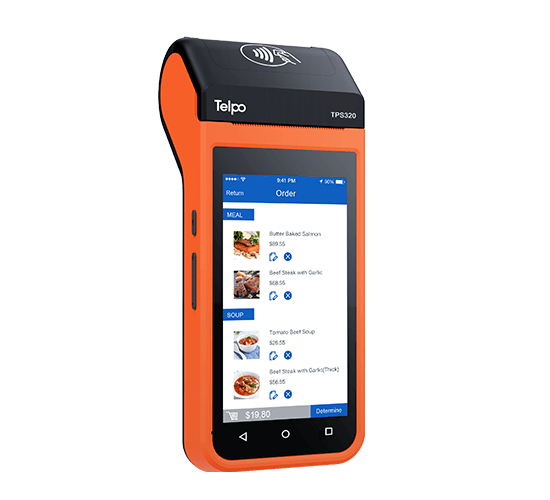 Telpo
TPS320
9:41 PM
90%
Return
Order
MEAL
Butter Baked Salmon
$89.55
Beef Steak with Garlic
$68.55
SOUP
Tomato Beef Soup
$26.55
Beef Steak with Garlic(Thick)
$56.55
$19.80
Determine